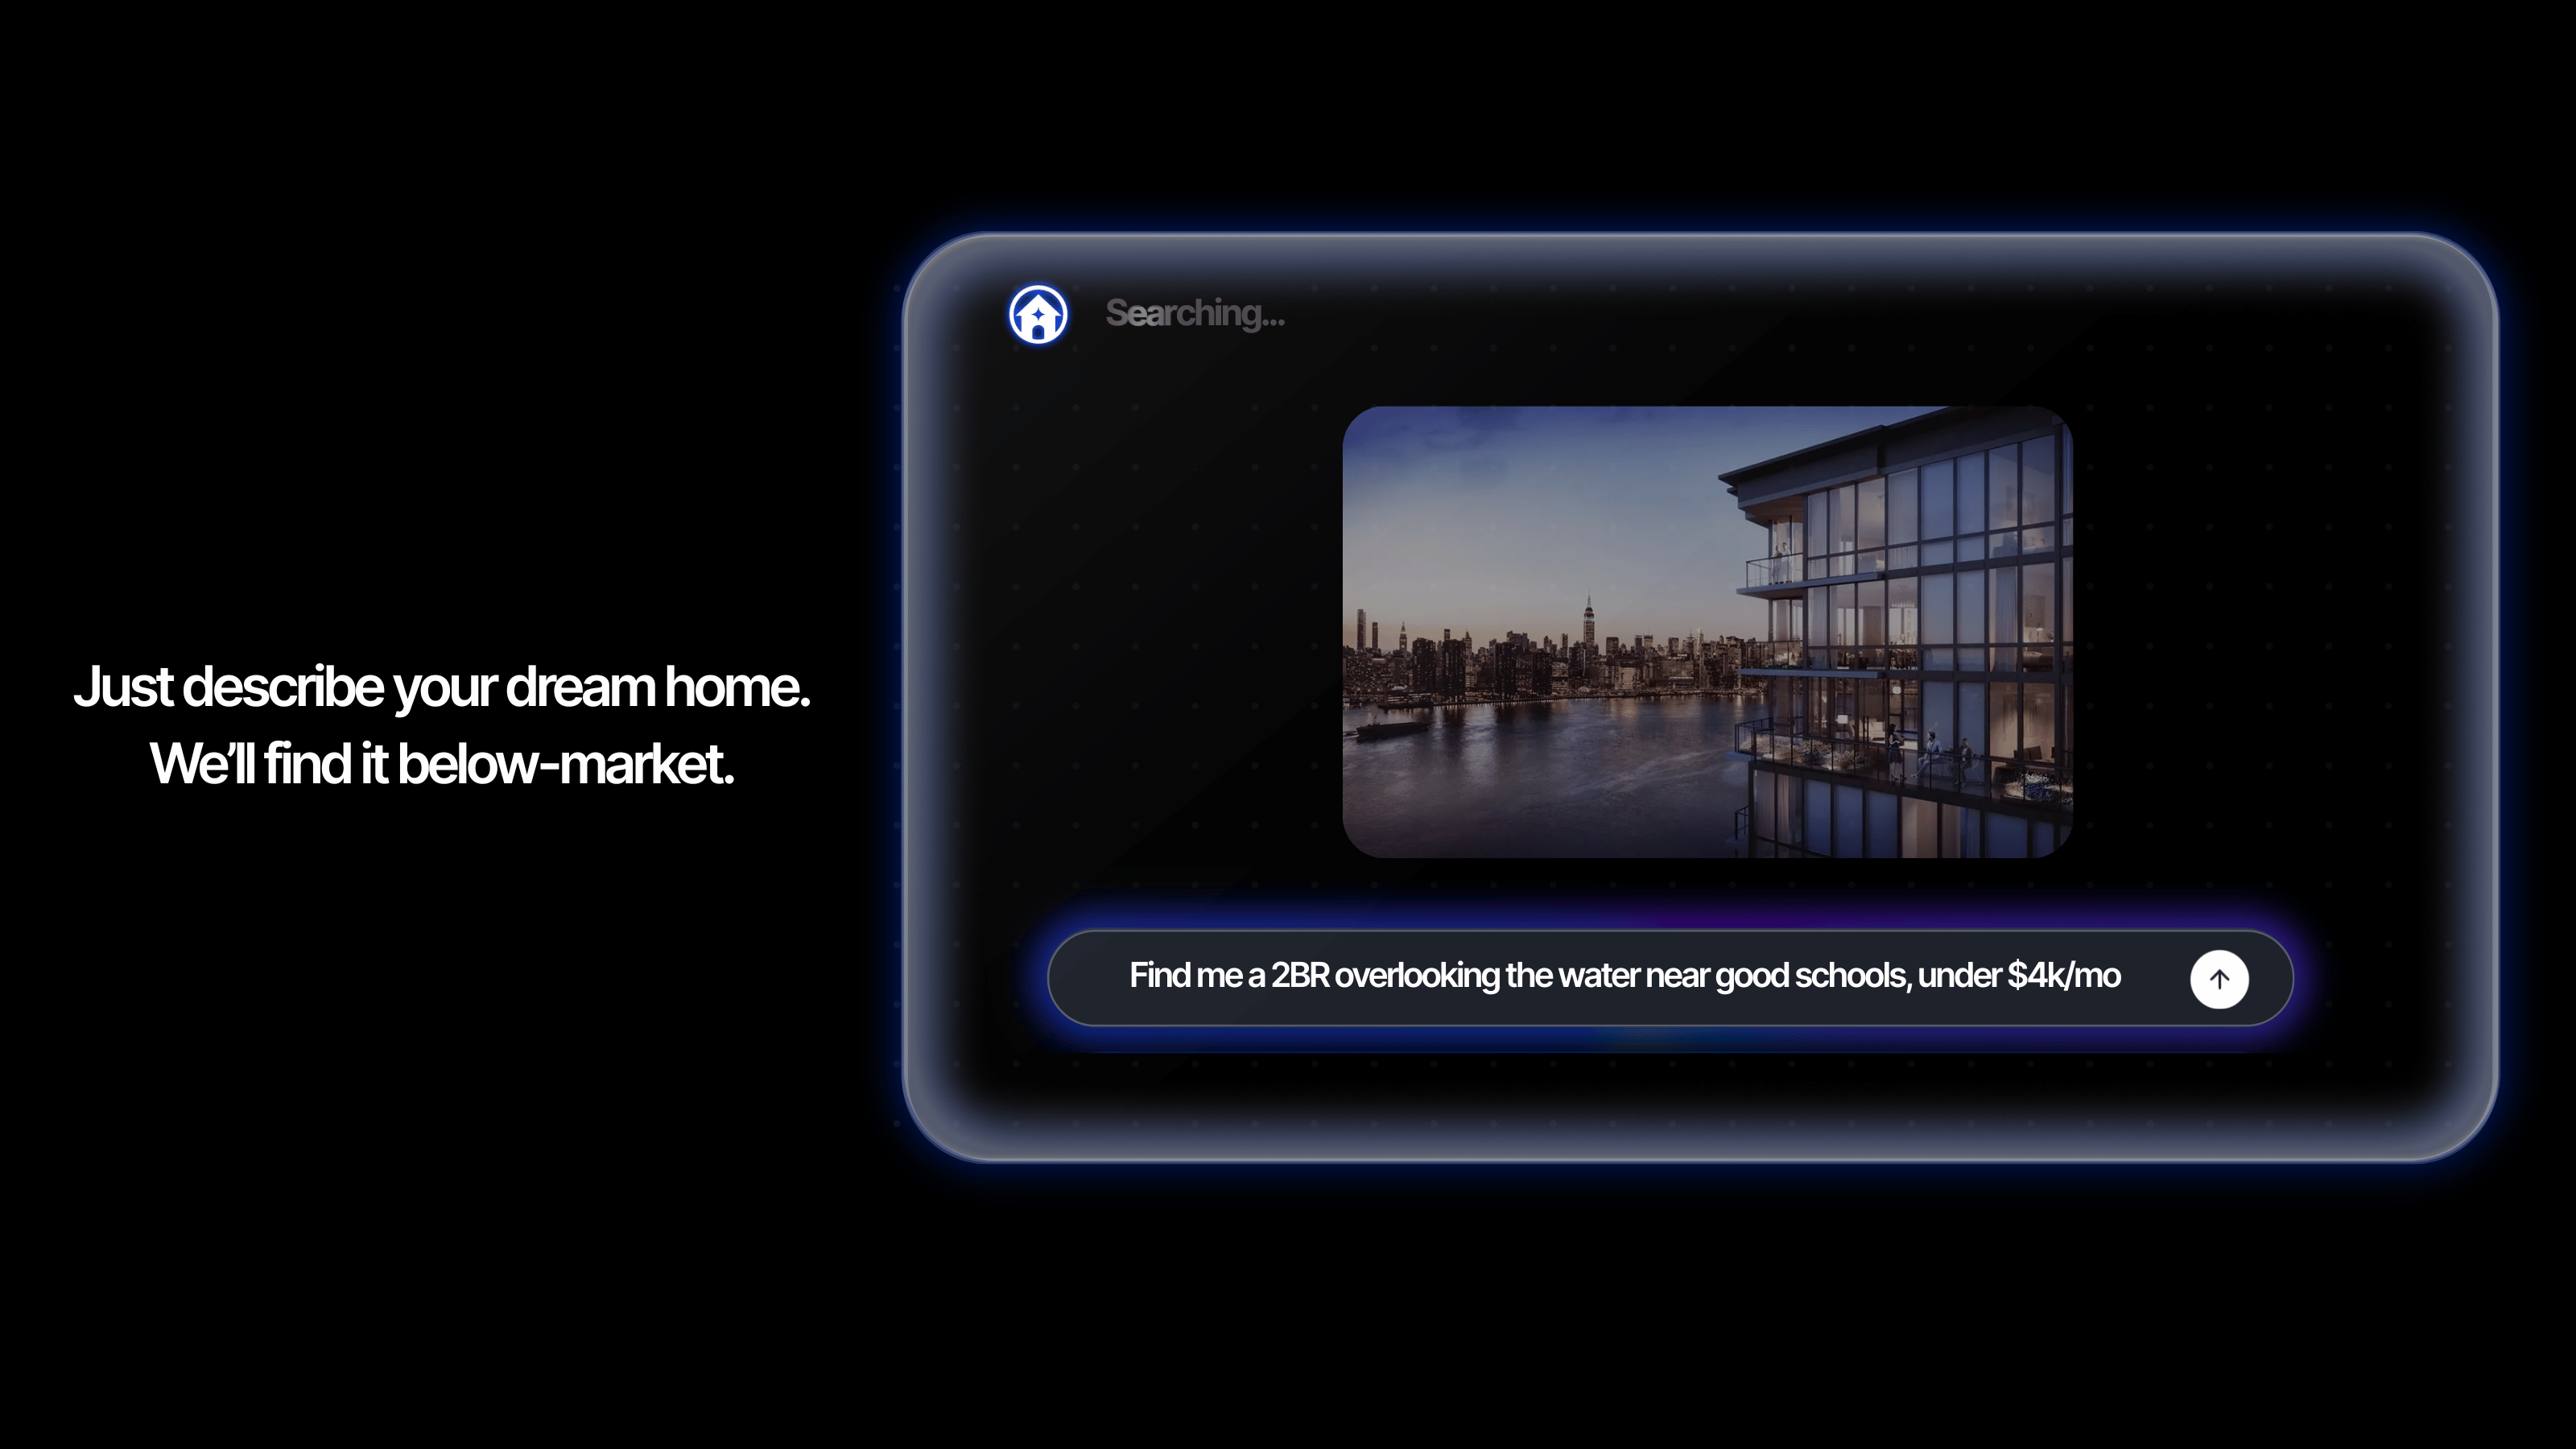 Just describe your dream home.
We’ll find it below-market.
Searching...
Find me a 2BR overlooking the water near good schools, under $4k/mo